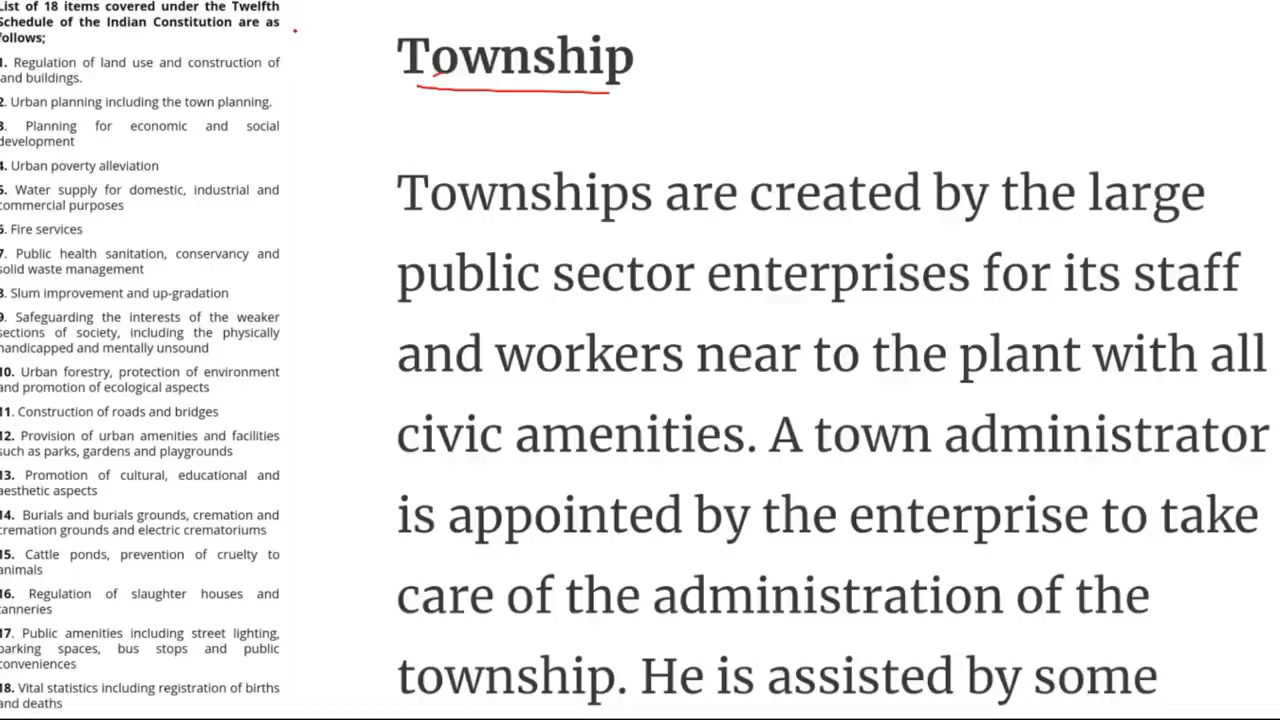 List of 18 items covered under the Twelfth
Schedule of the Indian Constitution are as
follows;
1. Regulation of land use and construction of
land buildings.
2. Urban planning including the town planning.
3. Planning for economic and social
development
4. Urban poverty alleviation
5. Water supply for domestic, industrial and
commercial purposes
6. Fire services
7. Public health sanitation, conservancy and
solid waste management
8. Slum improvement and up-gradation
9. Safeguarding the interests of the weaker
sections of society, including the physically
handicapped and mentally unsound
10. Urban forestry, protection of environment
and promotion of ecological aspects
11. Construction of roads and bridges
12. Provision of urban amenities and facilities
such as parks, gardens and playgrounds
13. Promotion of cultural, educational and
aesthetic aspects
14. Burials and burials grounds, cremation and
cremation grounds and electric crematoriums
15. Cattle ponds, prevention of cruelty to
animals
16. Regulation of slaughter houses and
tanneries
17. Public amenities including street lighting,
parking spaces, bus stops and public
conveniences
18. Vital statistics including registration of births
and deaths
Township
Townships are created by the large
public sector enterprises for its staff
and workers near to the plant with all
civic amenities. A town administrator
is appointed by the enterprise to take
care of the administration of the
township. He is assisted by some